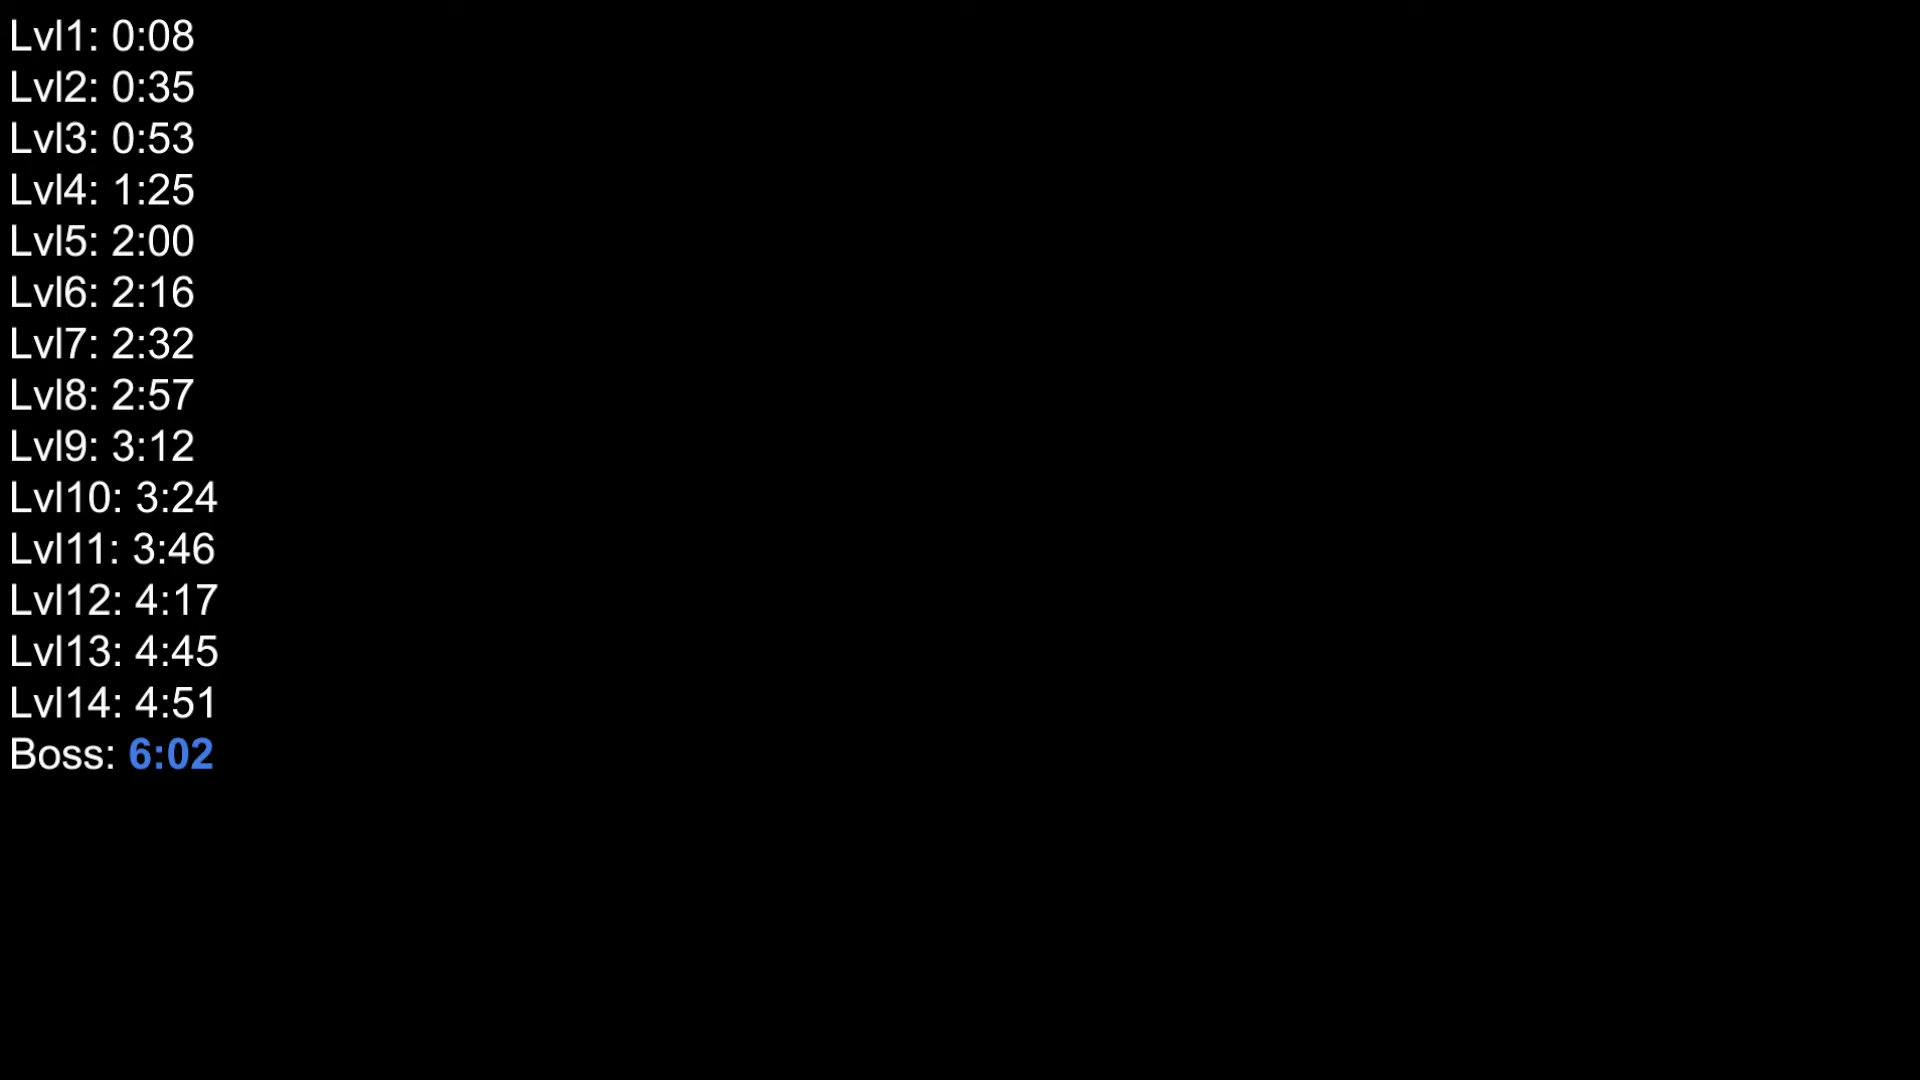 Lvl1: 0:08
Lvl2: 0:35
Lvl3: 0:53
Lvl4: 1:25
Lvl5: 2:00
Lvl6: 2:16
Lvl7: 2:32
Lvl8: 2:57
Lvl9: 3:12
Lvl10: 3:24
Lvl11: 3:46
Lvl12: 4:17
Lvl13: 4:45
Lvl14: 4:51
Boss: 6:02